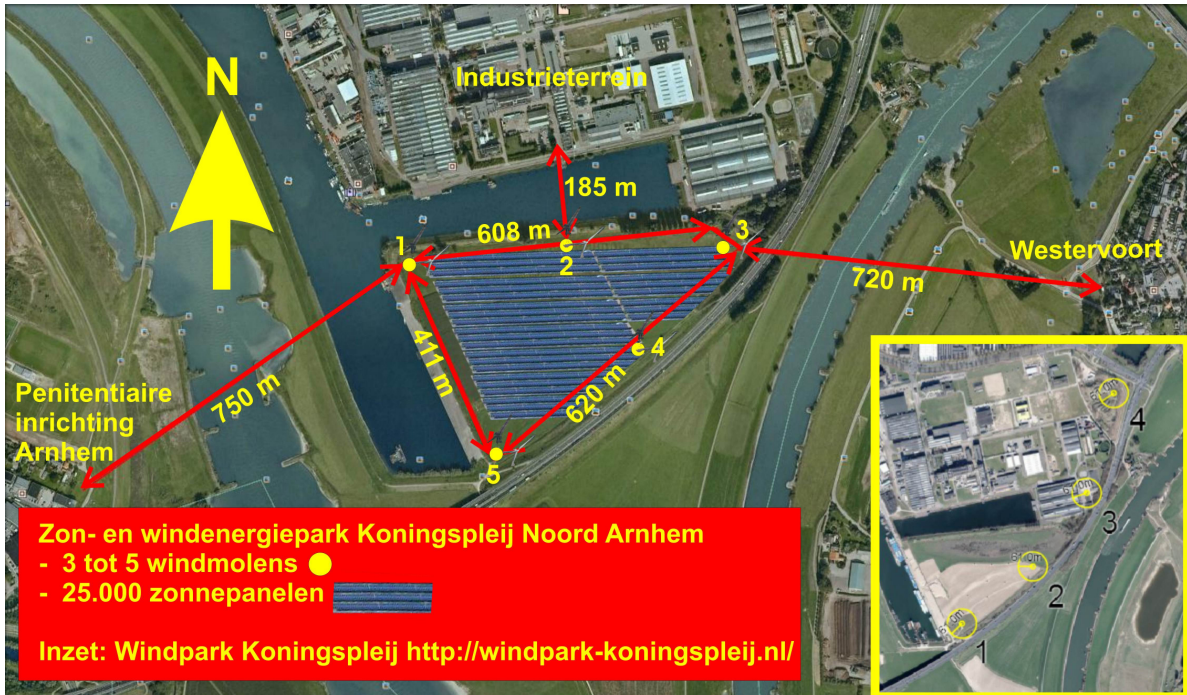 N
Industrieterrein
185 m
608 m
1
2
3
Westervoort
720 m
4
411 m
620 m
750 m
Penitentiaire
inrichting
Arnhem
5
Zon- en windenergiepark Koningspleij Noord Arnhem
- 3 tot 5 windmolens
- 25.000 zonnepanelen
Inzet: Windpark Koningspleij http://windpark-koningspleij.nl/
4
3
2
1